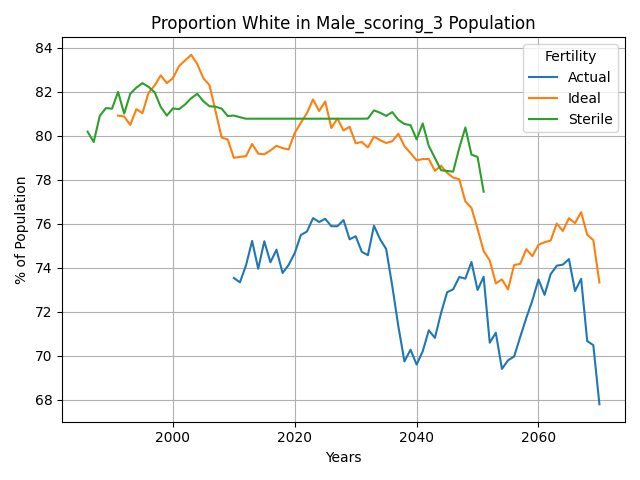 Proportion White in Male_scoring_3 Population
Fertility
Actual
Ideal
Sterile
% of Population
84
82
80
78
76
74
72
70
68
2000 2020 2040 2060
Years